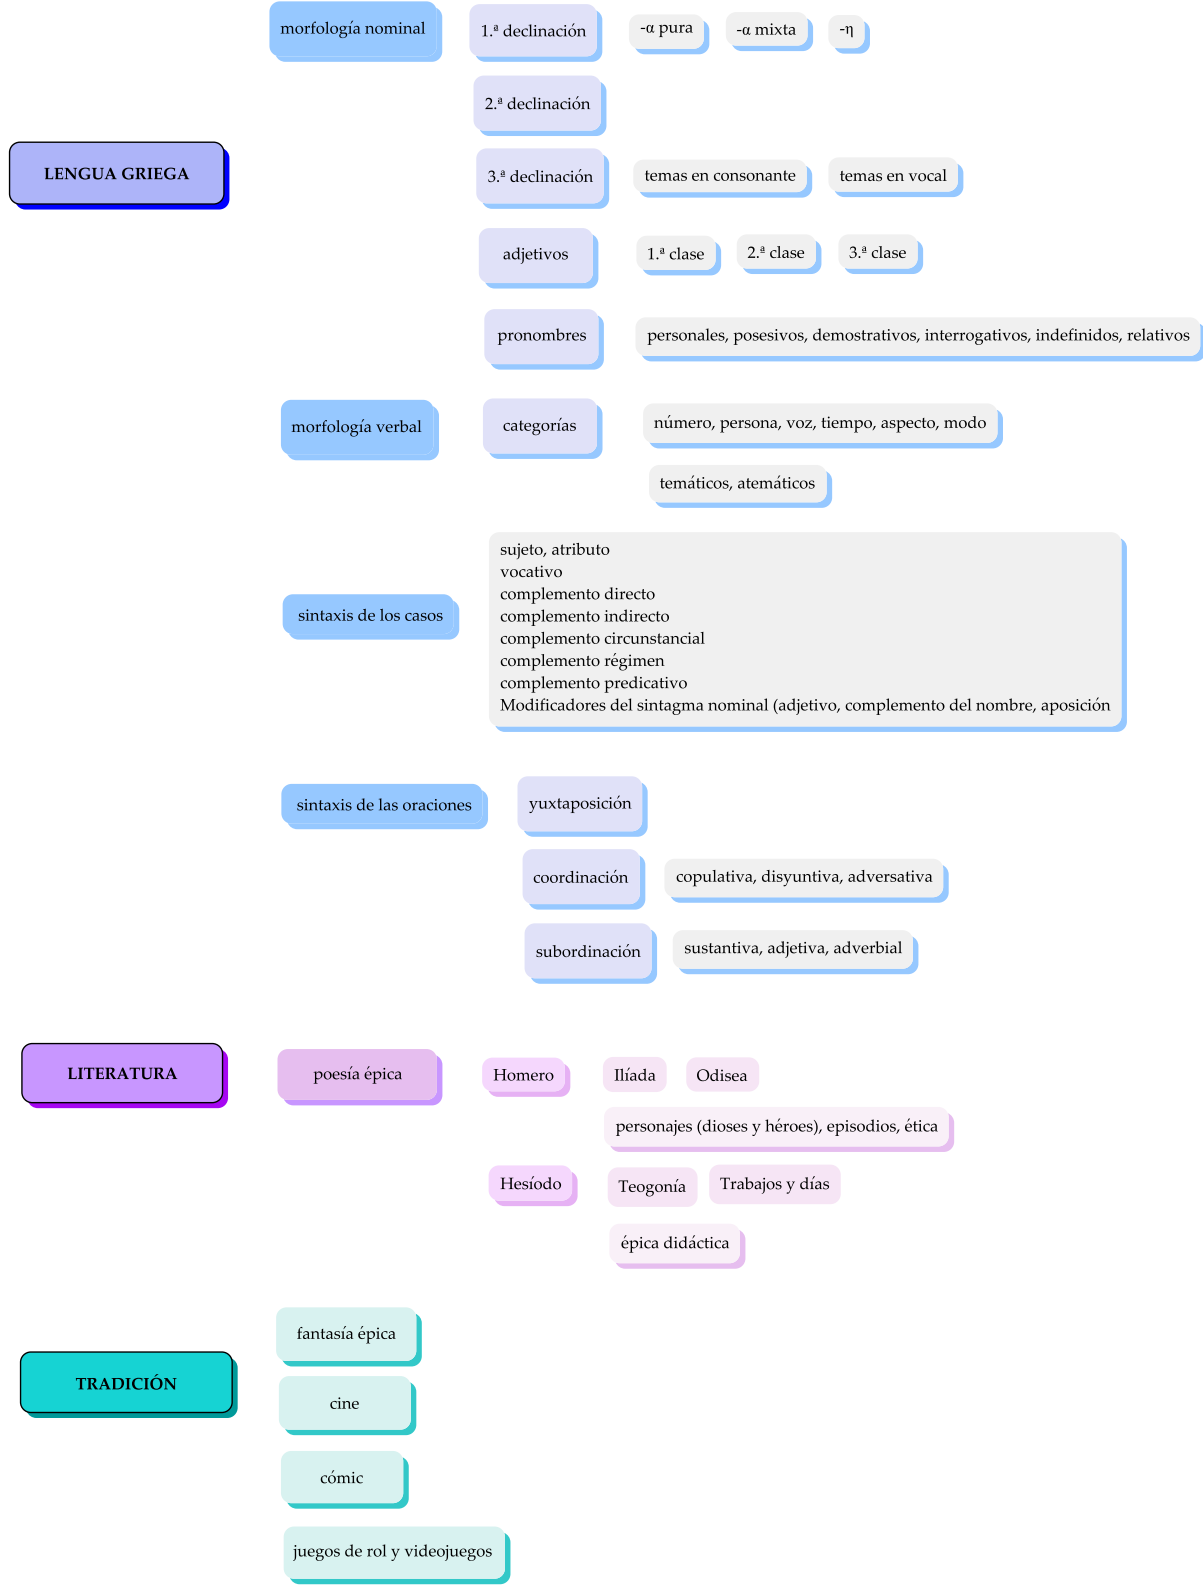 morfología nominal
1.ª declinación
-α pura
-α mixta
-η
2.ª declinación
LENGUA GRIEGA
3.ª declinación
temas en consonante
temas en vocal
adjetivos
1.ª clase
2.ª clase
3.ª clase
pronombres
personales, posesivos, demostrativos, interrogativos, indefinidos, relativos
morfología verbal
categorías
número, persona, voz, tiempo, aspecto, modo
temáticos, atemáticos
sintaxis de los casos
sujeto, atributo
vocativo
complemento directo
complemento indirecto
complemento circunstancial
complemento régimen
complemento predicativo
Modificadores del sintagma nominal (adjetivo, complemento del nombre, aposición
sintaxis de las oraciones
yuxtaposición
coordinación
copulativa, disyuntiva, adversativa
subordinación
sustantiva, adjetiva, adverbial
LITERATURA
poesía épica
Homero
Ilíada
Odisea
personajes (dioses y héroes), episodios, ética
Hesíodo
Teogonía
Trabajos y días
épica didáctica
fantasía épica
TRADICIÓN
cine
cómic
juegos de rol y videojuegos